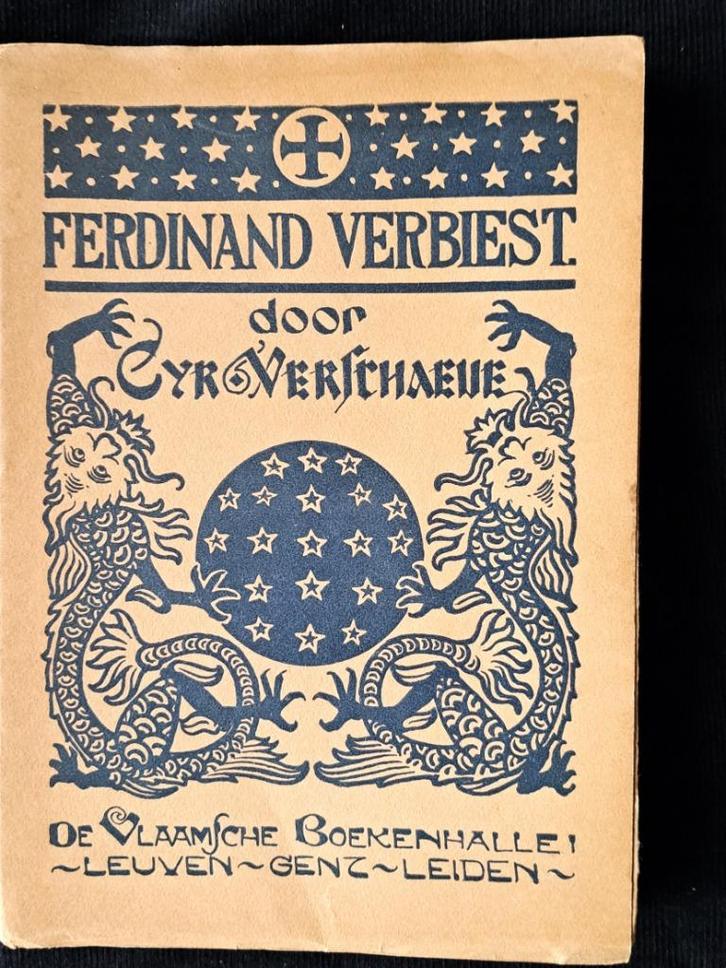 FERDINAND VERBIEST.
door
CYR. VERSCHAEVE
DE VLAAMSCHE BOEKENHALLE!
~LEUVEN~GENT~LEIDEN~